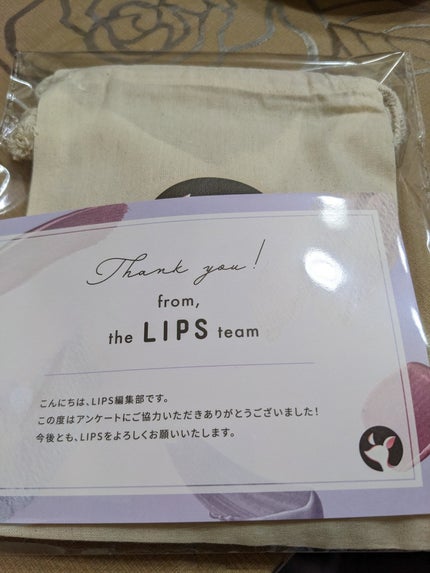 Thank you!
from,
the LIPS team
こんにちは、LIPS編集部です。
この度はアンケートにご協力いただきありがとうございました!
今後とも、LIPSをよろしくお願いいたします。